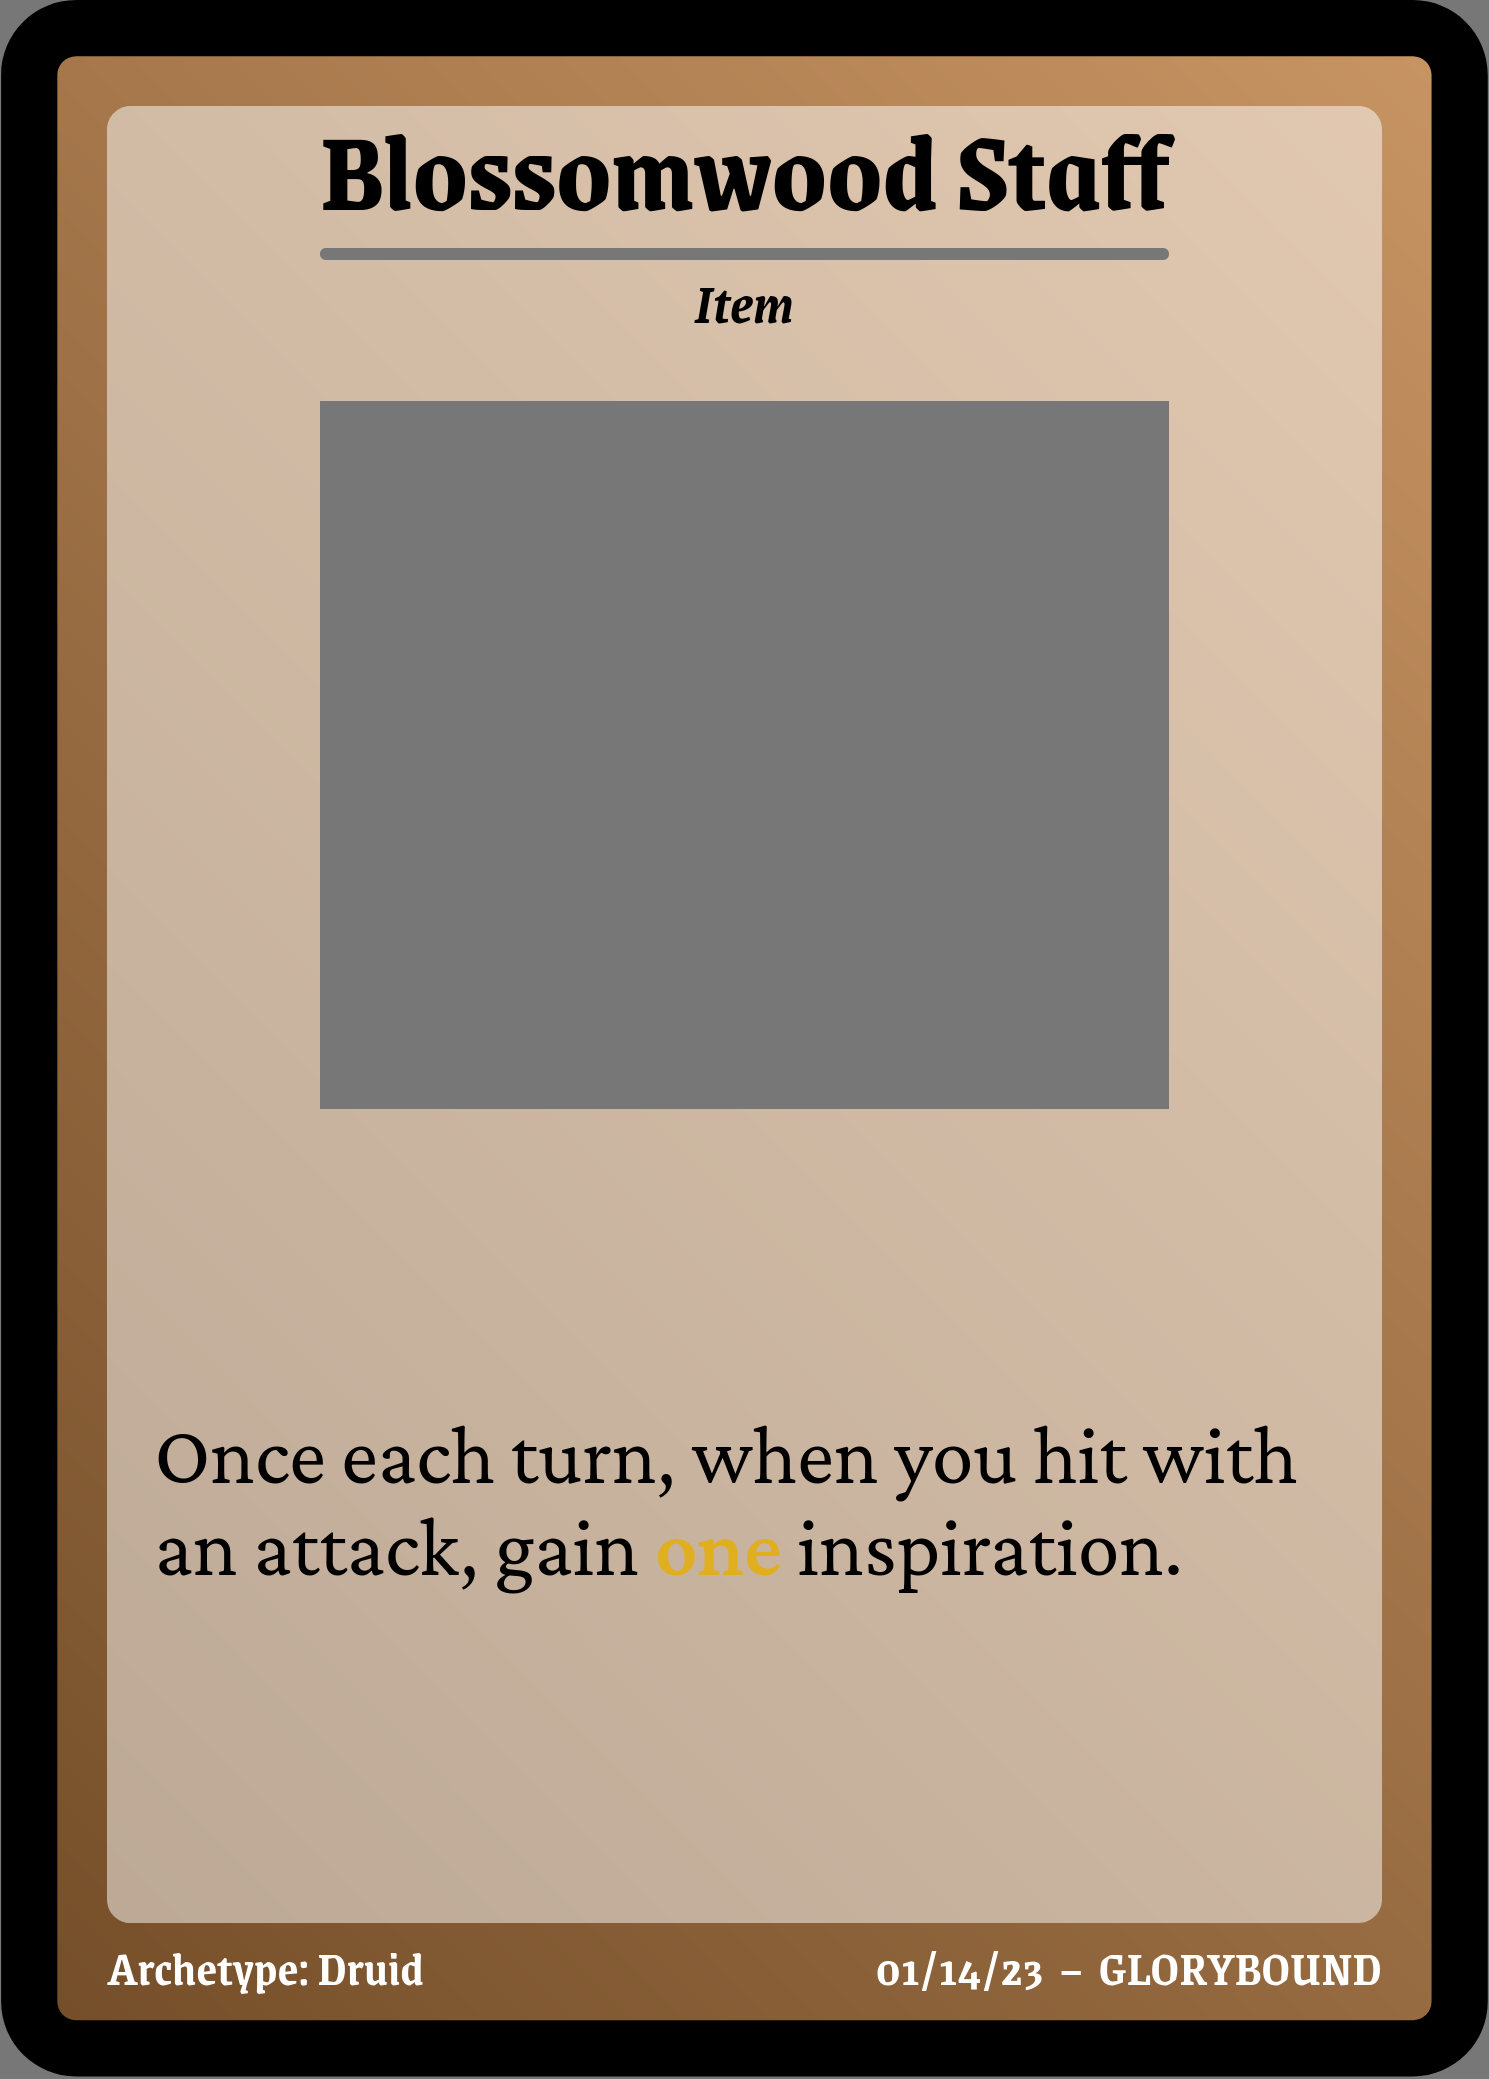 Blossomwood Staff
Item
Once each turn, when you hit with
an attack, gain one inspiration.
Archetype: Druid
01/14/23 – GLORYBOUND